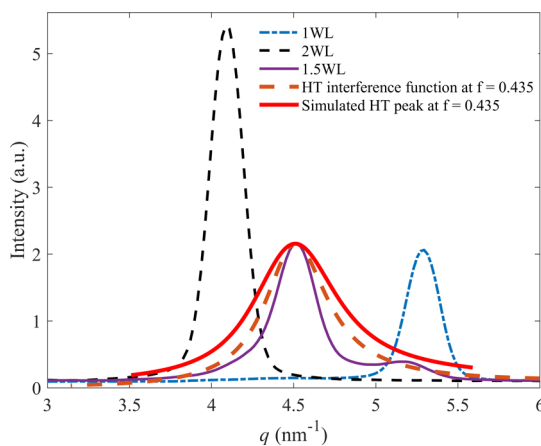 1WL
2WL
1.5WL
HT interference function at f = 0.435
Simulated HT peak at f = 0.435
Intensity (a.u.)
5
4
3
2
1
0
3 3.5 4 4.5 5 5.5 6
q (nm⁻¹)